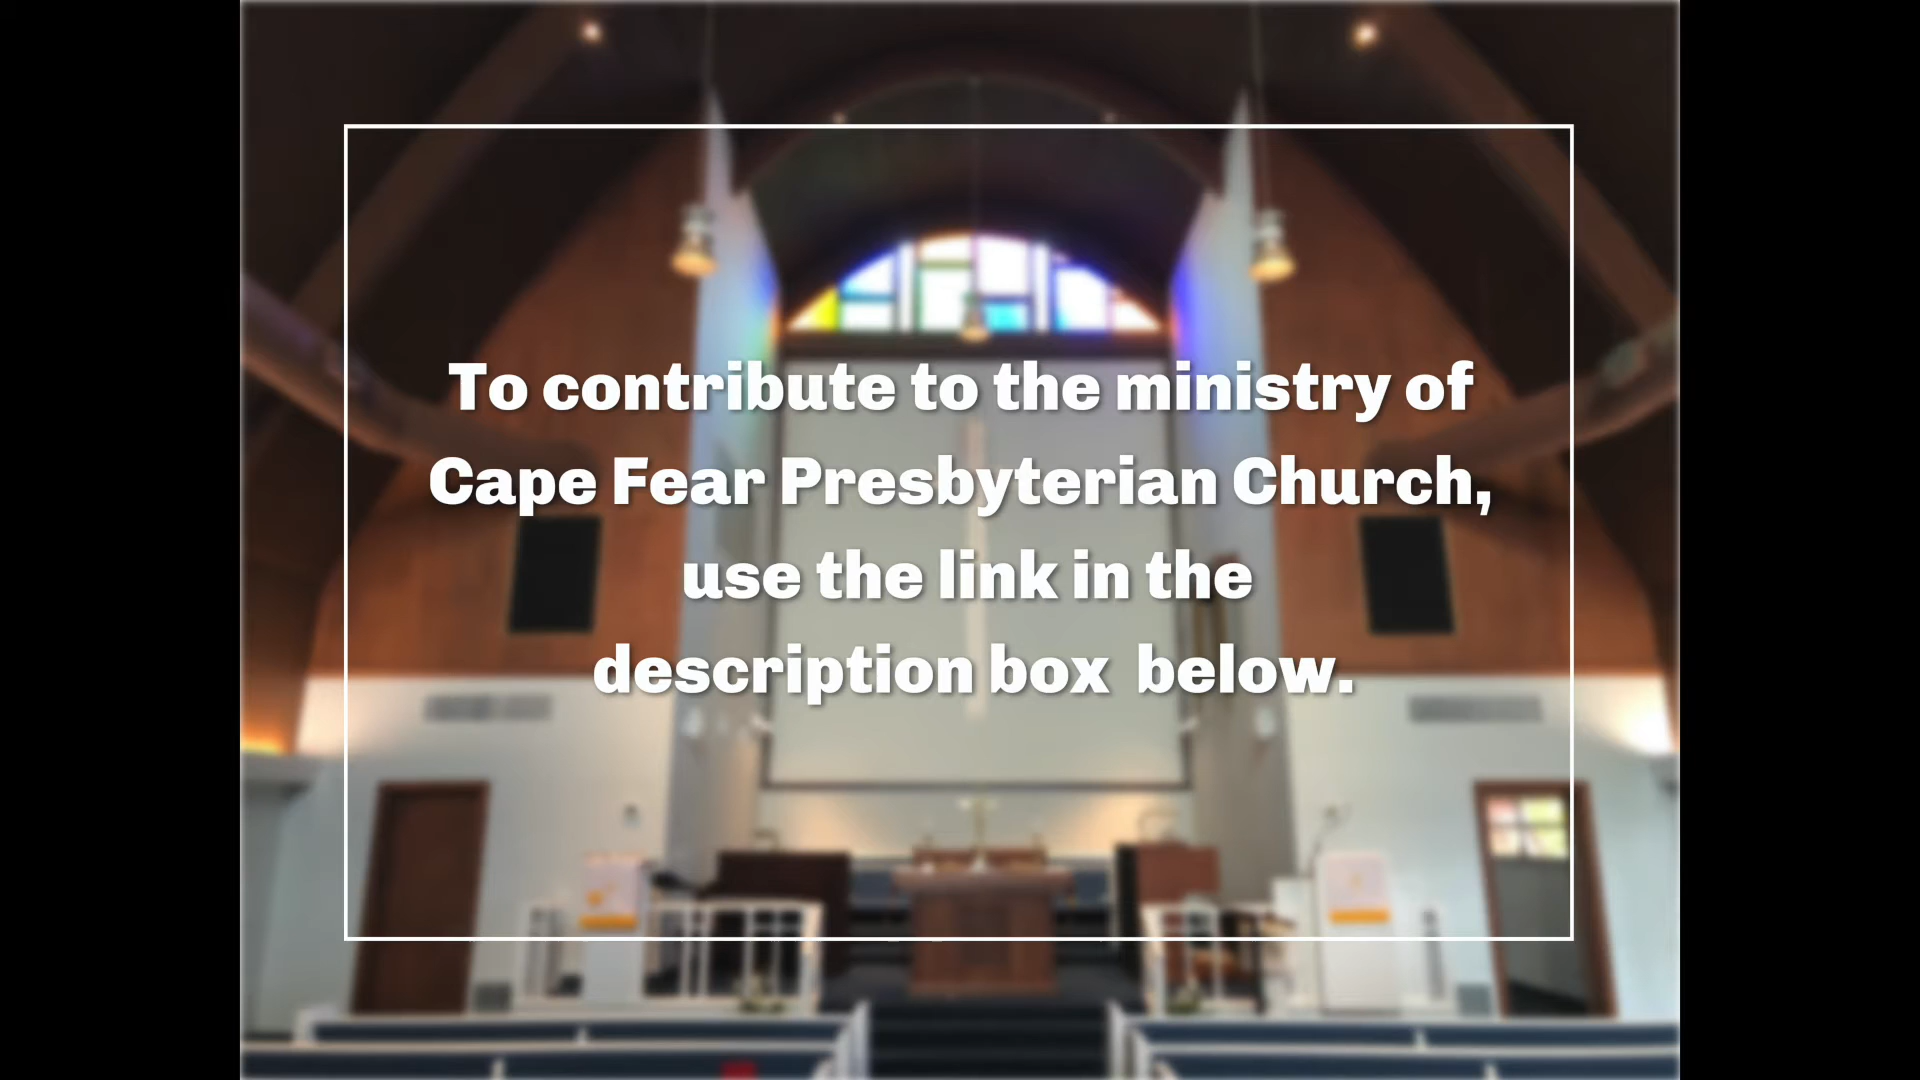 To contribute to the ministry of
Cape Fear Presbyterian Church,
use the link in the
description box  below.